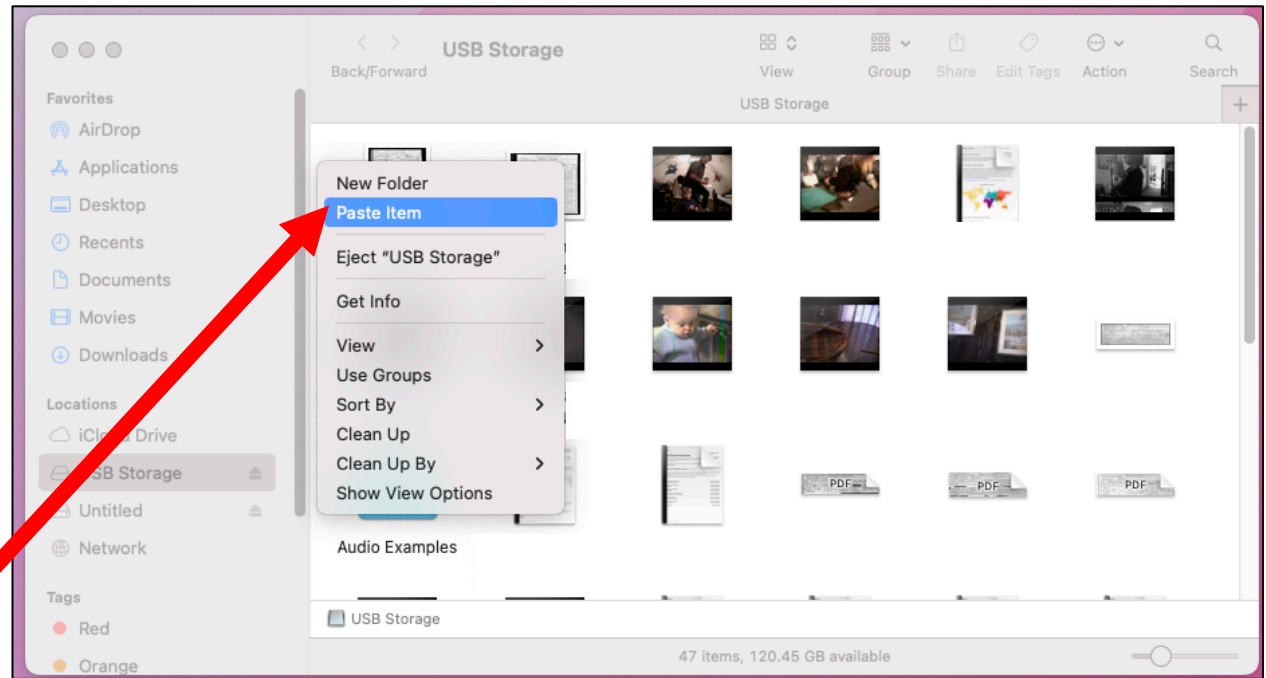 USB Storage
Back/Forward
View
Group
Share
Edit Tags
Action
Search
USB Storage
Favorites
AirDrop
Applications
Desktop
Recents
Documents
Movies
Downloads
Locations
iCloud Drive
USB Storage
Untitled
Network
Tags
Red
Orange
New Folder
Paste Item
Eject “USB Storage”
Get Info
View
Use Groups
Sort By
Clean Up
Clean Up By
Show View Options
PDF
PDF
PDF
Audio Examples
USB Storage
47 items, 120.45 GB available